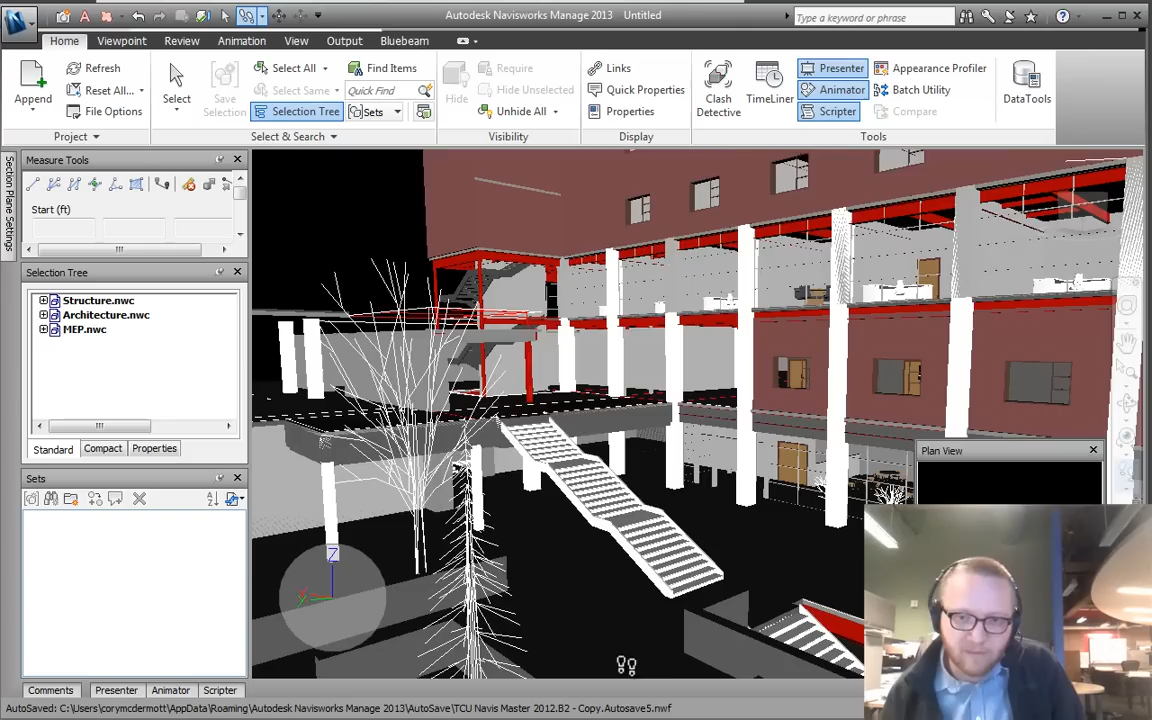 Autodesk Navisworks Manage 2013 Untitled
Type a keyword or phrase
Home Viewpoint Review Animation View Output Bluebeam
Append
Refresh
Reset All...
File Options
Project
Select
Save Selection
Select All
Select Same
Selection Tree
Find Items
Quick Find
Sets
Select & Search
Hide
Require
Hide Unselected
Unhide All
Visibility
Links
Quick Properties
Properties
Display
Clash Detective
TimeLiner
Presenter
Animator
Scripter
Appearance Profiler
Batch Utility
Compare
Tools
DataTools
Section Plane Settings
Measure Tools
Start (ft)
Selection Tree
Structure.nwc
Architecture.nwc
MEP.nwc
Standard Compact Properties
Sets
Plan View
Z
Comments Presenter Animator Scripter
AutoSaved: C:\Users\corymcdermott\AppData\Roaming\Autodesk Navisworks Manage 2013\AutoSave\TCU Navis Master 2012.B2 - Copy.Autosave5.nwf